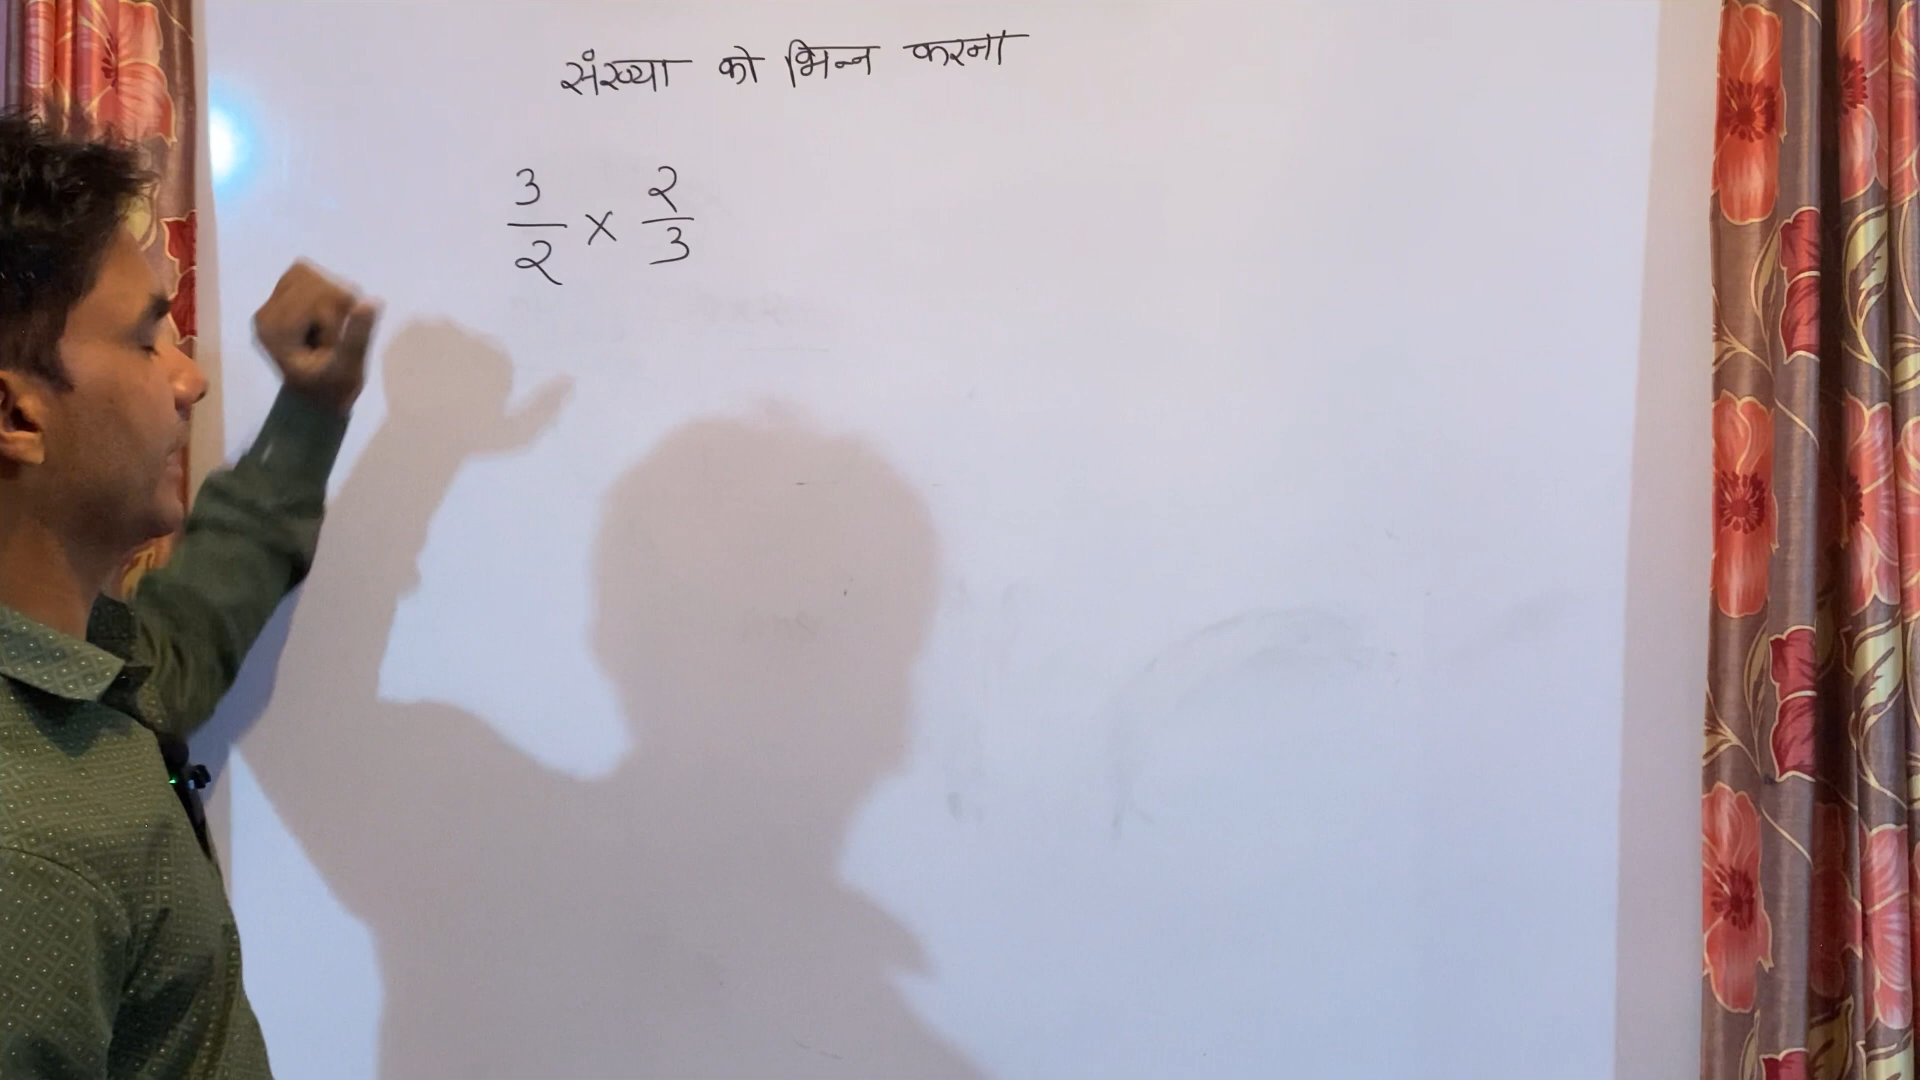 संख्या को भिन्न करना
3/2 × 2/3